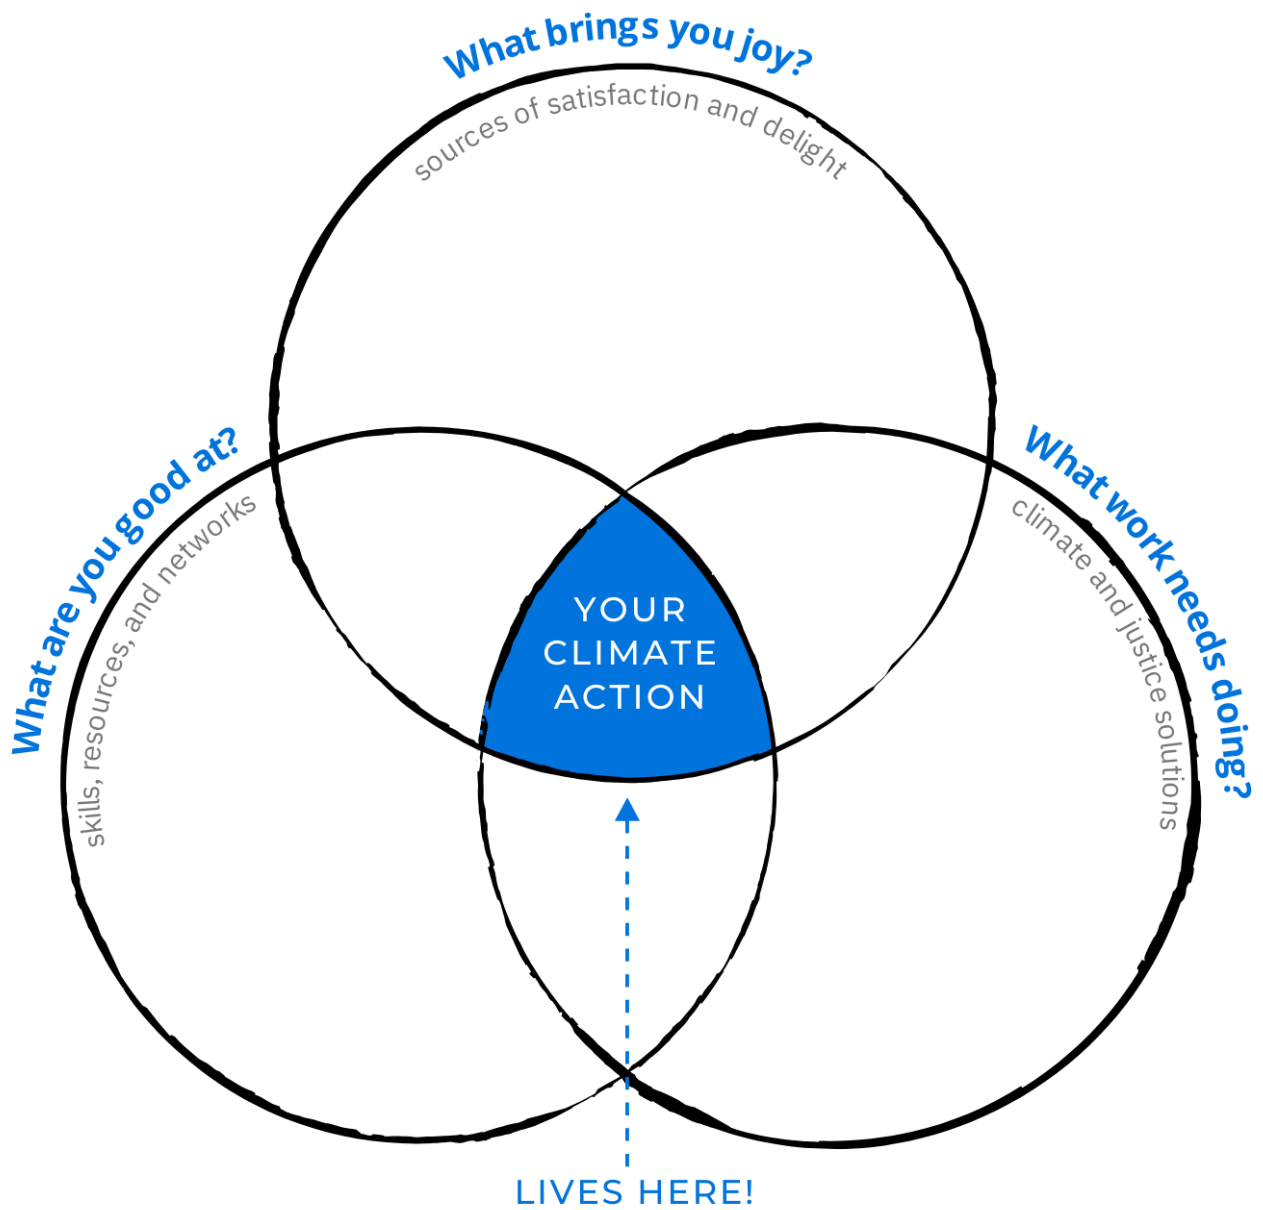 What brings you joy?
sources of satisfaction and delight
What are you good at?
skills, resources, and networks
What work needs doing?
climate and justice solutions
YOUR
CLIMATE
ACTION
LIVES HERE!